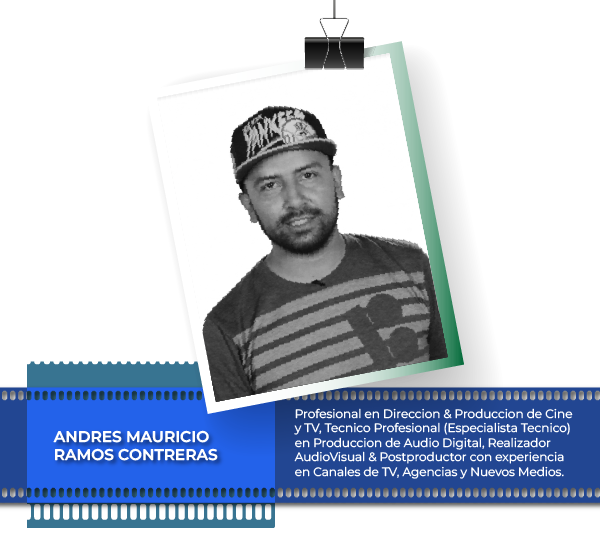 YANKEES
ANDRES MAURICIO
RAMOS CONTRERAS
Profesional en Direccion & Produccion de Cine
y TV, Tecnico Profesional (Especialista Tecnico)
en Produccion de Audio Digital, Realizador
AudioVisual & Postproductor con experiencia
en Canales de TV, Agencias y Nuevos Medios.